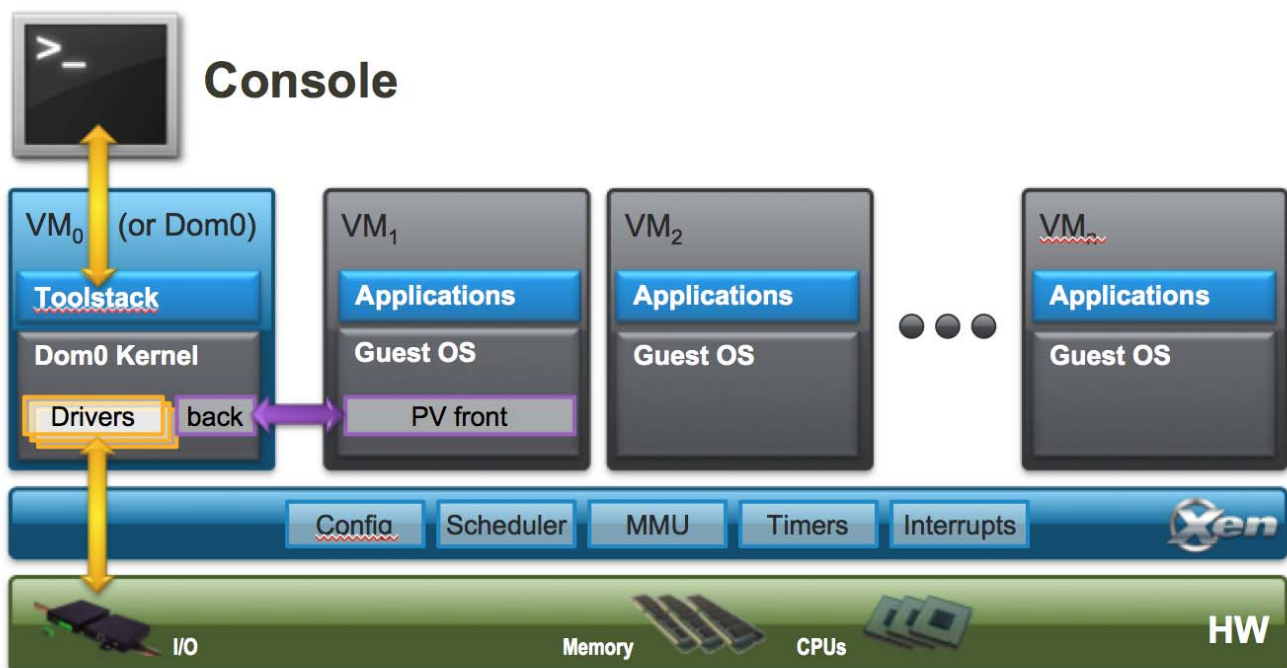 >_
Console
VM₀ (or Dom0)
Toolstack
Dom0 Kernel
Drivers
back
VM₁
Applications
Guest OS
PV front
VM₂
Applications
Guest OS
VMₙ
Applications
Guest OS
Config
Scheduler
MMU
Timers
Interrupts
Xen
I/O
Memory
CPUs
HW